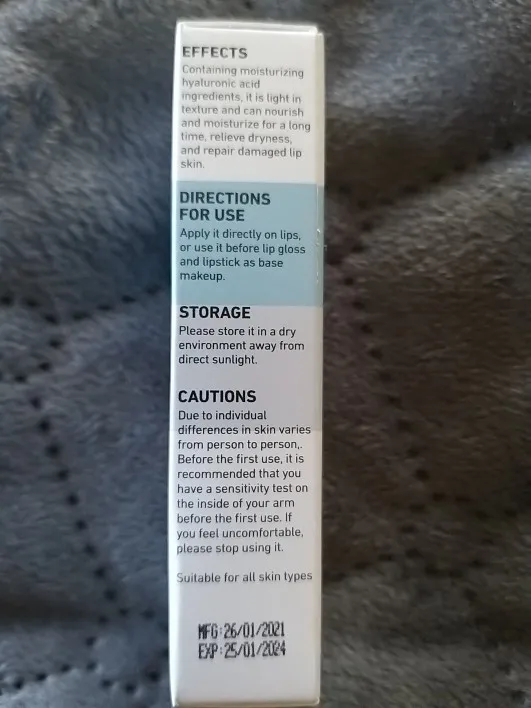 EFFECTS
Containing moisturizing
hyaluronic acid
ingredients, it is light in
texture and can nourish
and moisturize for a long
time, relieve dryness,
and repair damaged lip
skin.
DIRECTIONS
FOR USE
Apply it directly on lips,
or use it before lip gloss
and lipstick as base
makeup.
STORAGE
Please store it in a dry
environment away from
direct sunlight.
CAUTIONS
Due to individual
differences in skin varies
from person to person,.
Before the first use, it is
recommended that you
have a sensitivity test on
the inside of your arm
before the first use. If
you feel uncomfortable,
please stop using it.
Suitable for all skin types
MFG:26/01/2021
EXP:25/01/2024